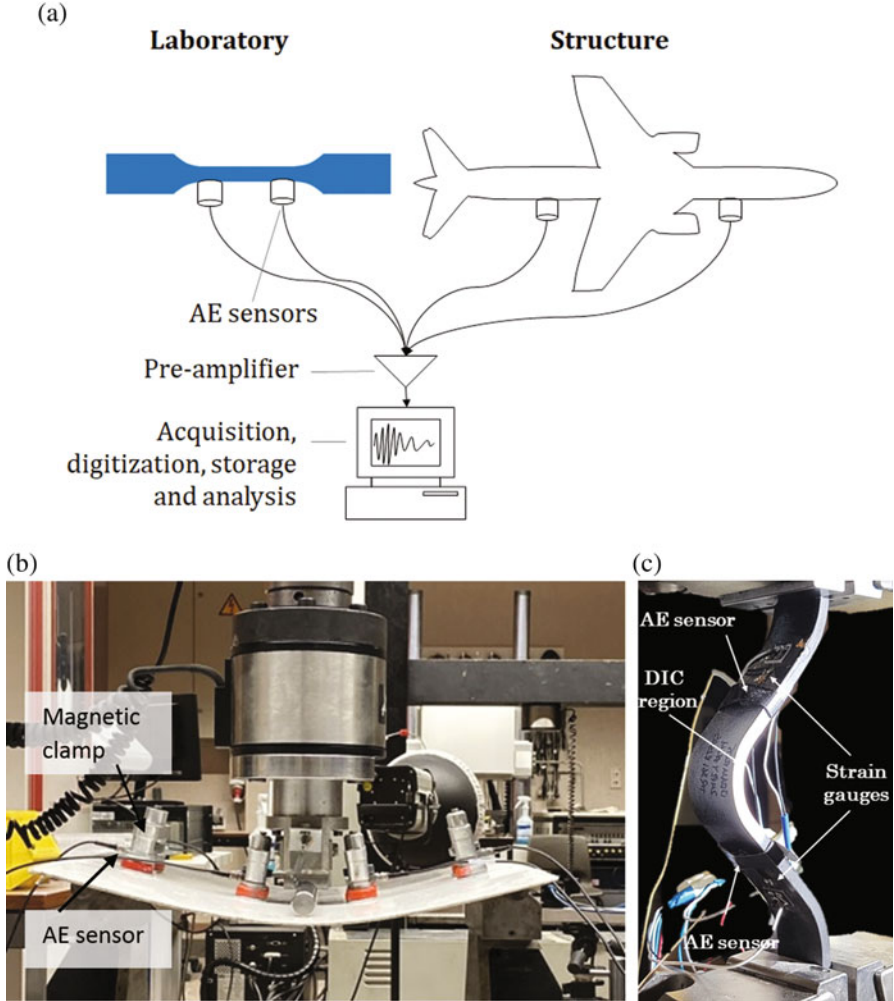 (a)
Laboratory
Structure
AE sensors
Pre-amplifier
Acquisition,
digitization, storage
and analysis
(b)
Magnetic
clamp
AE sensor
(c)
AE sensor
DIC
region
Strain
gauges
AE sensor